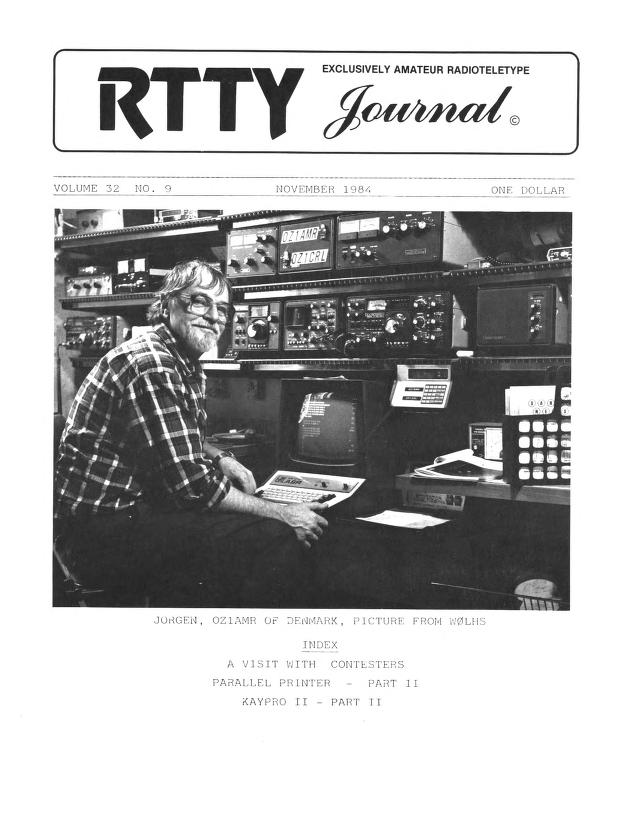 RTTY
EXCLUSIVELY AMATEUR RADIOTELETYPE
Journal ©
VOLUME 32 NO. 9
NOVEMBER 1984
ONE DOLLAR
OZ1AMR
OZ1CRL
JORGEN, OZ1AMR OF DENMARK, PICTURE FROM WØLHS
INDEX
A VISIT WITH CONTESTERS
PARALLEL PRINTER - PART II
KAYPRO II - PART II